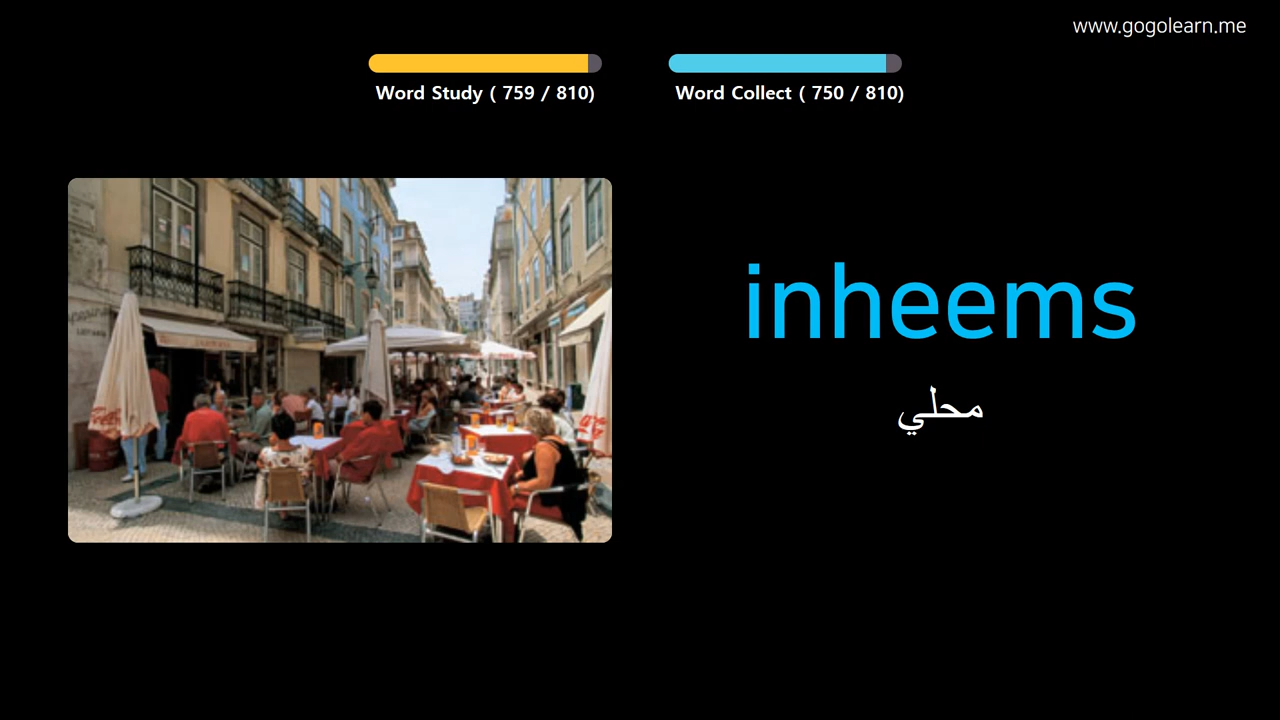 www.gogolearn.me
Word Study ( 759 / 810)
Word Collect ( 750 / 810)
inheems
محلي